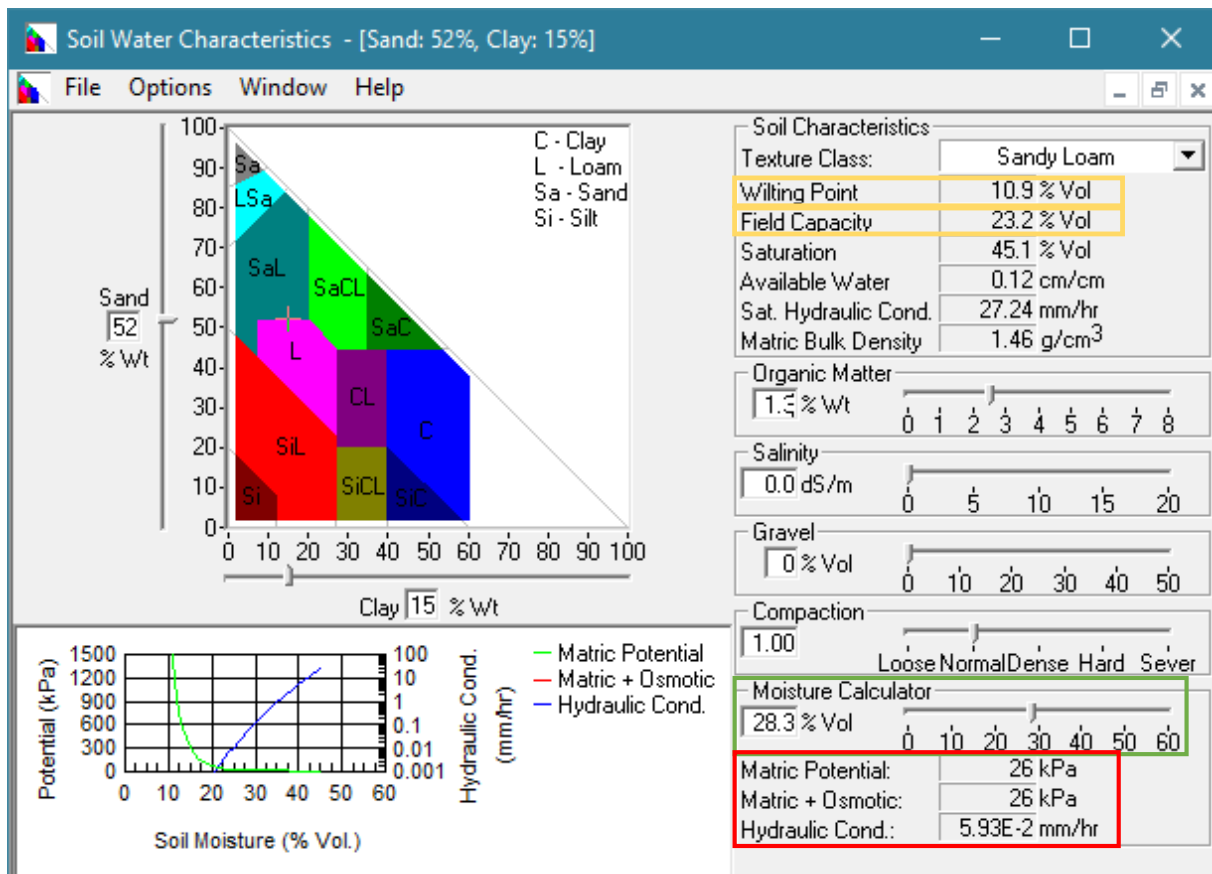 Soil Water Characteristics - [Sand: 52%, Clay: 15%]
File Options Window Help
100
90
80
70
60
50
40
30
20
10
0
0 10 20 30 40 50 60 70 80 90 100
Sand
52
% Wt
Clay 15 % Wt
C - Clay
L - Loam
Sa - Sand
Si - Silt
Sa
LSa
SaL
SaCL
SaC
L
CL
C
SiL
SiCL
SiC
Si
Soil Characteristics
Texture Class: Sandy Loam
Wilting Point 10.9 % Vol
Field Capacity 23.2 % Vol
Saturation 45.1 % Vol
Available Water 0.12 cm/cm
Sat. Hydraulic Cond. 27.24 mm/hr
Matric Bulk Density 1.46 g/cm3
Organic Matter
% Wt
0 1 2 3 4 5 6 7 8
Salinity
0.0 dS/m
0 5 10 15 20
Gravel
0 % Vol
0 10 20 30 40 50
Compaction
1.00
Loose Normal Dense Hard Sever
Moisture Calculator
28.3 % Vol
0 10 20 30 40 50 60
Matric Potential: 26 kPa
Matric + Osmotic: 26 kPa
Hydraulic Cond.: 5.93E-2 mm/hr
Potential (kPa)
1500
1200
900
600
300
0
0 10 20 30 40 50 60
Soil Moisture (% Vol.)
100
10
1
0.1
0.01
0.001
Hydraulic Cond.
(mm/hr)
Matric Potential
Matric + Osmotic
Hydraulic Cond.